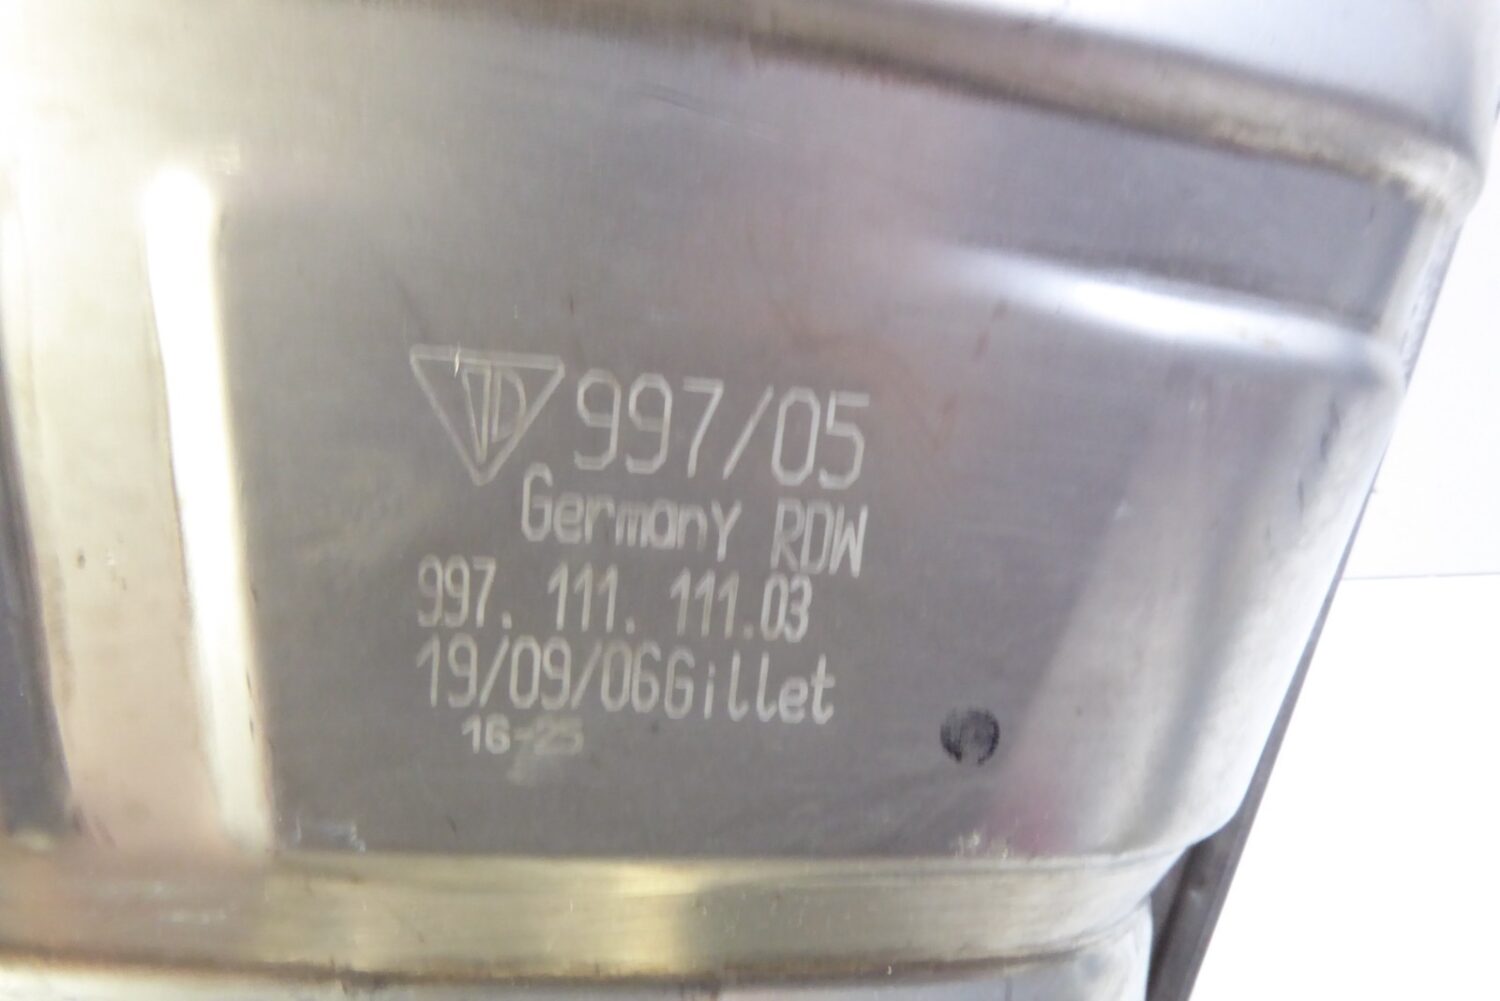 997/05
Germany RDW
997. 111. 111.03
19/09/06Gillet
16-25